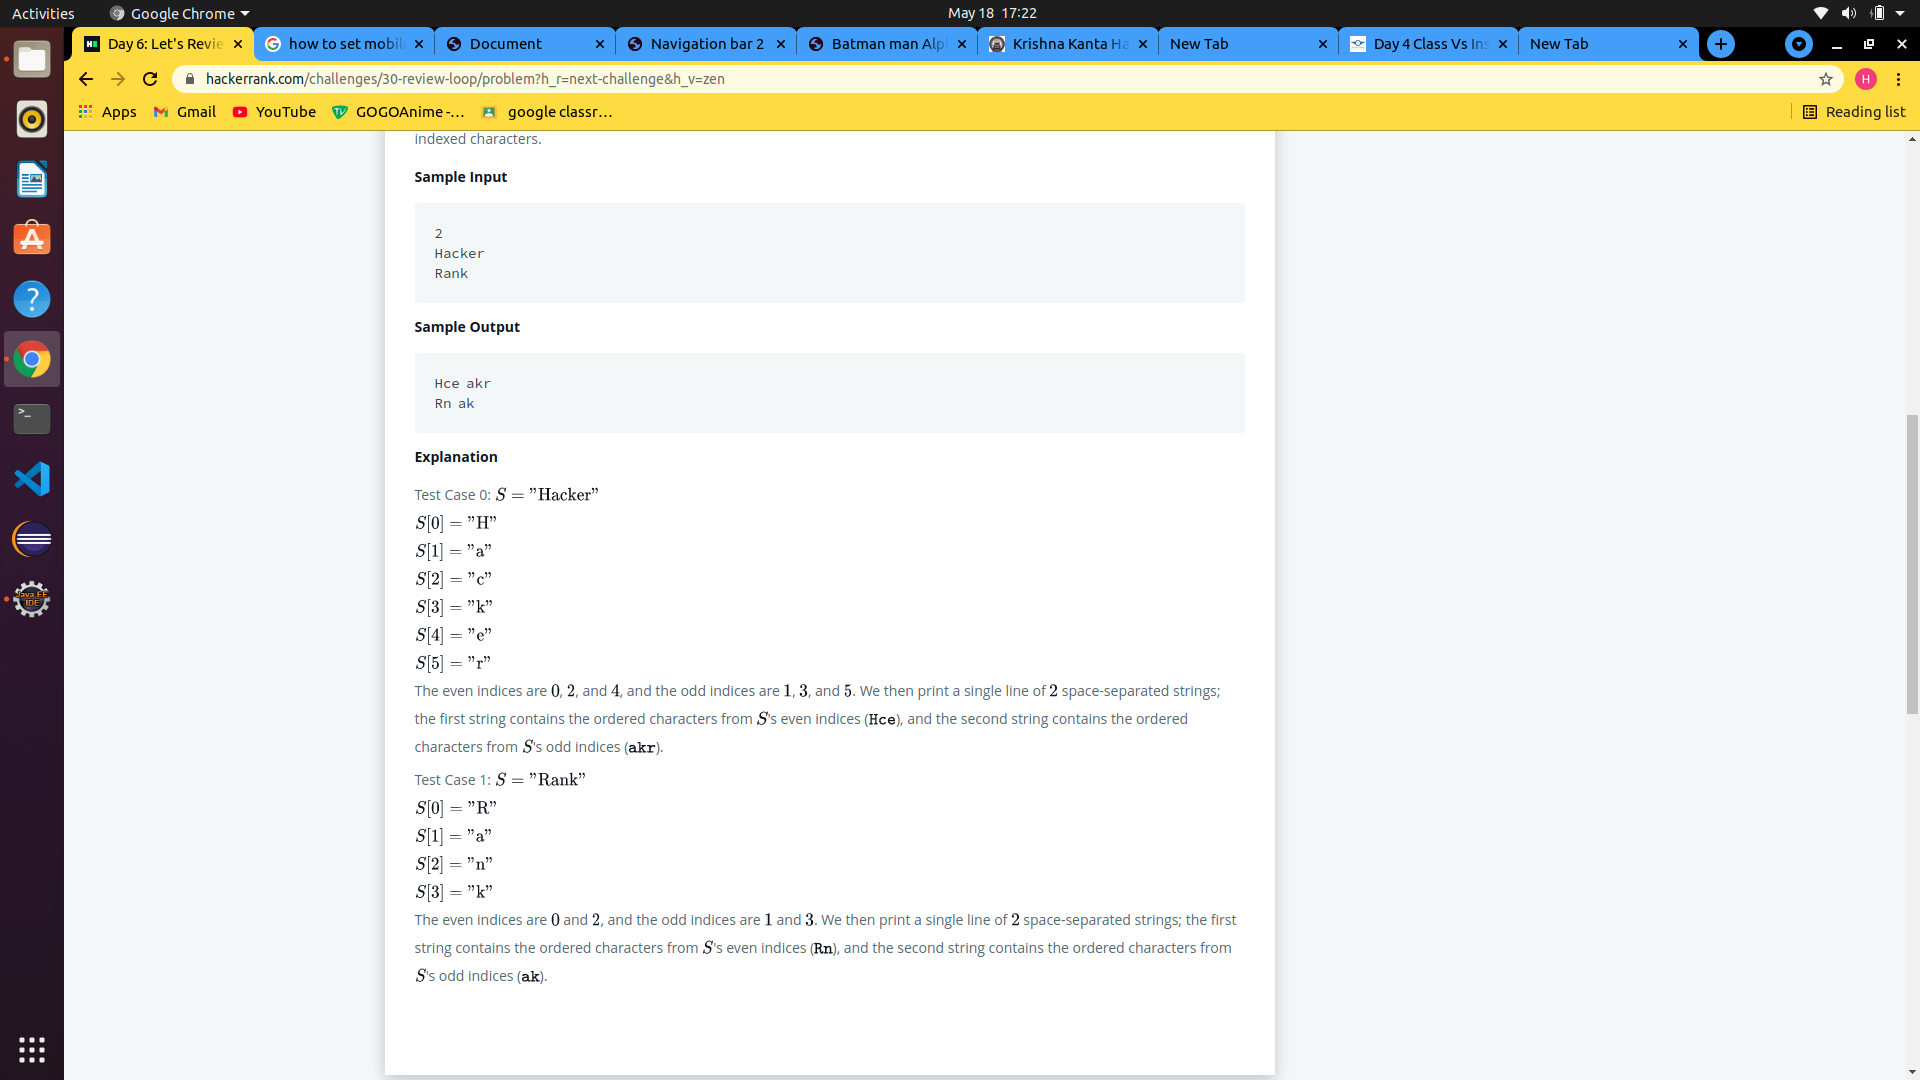 Activities
Google Chrome
May 18 17:22
Day 6: Let's Revie
how to set mobil
Document
Navigation bar 2
Batman man Alp
Krishna Kanta Ha
New Tab
Day 4 Class Vs Ins
New Tab
hackerrank.com/challenges/30-review-loop/problem?h_r=next-challenge&h_v=zen
H
Apps
Gmail
YouTube
GOGOAnime -...
google classr...
Reading list
indexed characters.
Sample Input
2
Hacker
Rank
Sample Output
Hce akr
Rn ak
Explanation
Test Case 0: S = "Hacker"
S[0] = "H"
S[1] = "a"
S[2] = "c"
S[3] = "k"
S[4] = "e"
S[5] = "r"
The even indices are 0, 2, and 4, and the odd indices are 1, 3, and 5. We then print a single line of 2 space-separated strings;
the first string contains the ordered characters from S's even indices (Hce), and the second string contains the ordered
characters from S's odd indices (akr).
Test Case 1: S = "Rank"
S[0] = "R"
S[1] = "a"
S[2] = "n"
S[3] = "k"
The even indices are 0 and 2, and the odd indices are 1 and 3. We then print a single line of 2 space-separated strings; the first
string contains the ordered characters from S's even indices (Rn), and the second string contains the ordered characters from
S's odd indices (ak).
Java EE
IDE